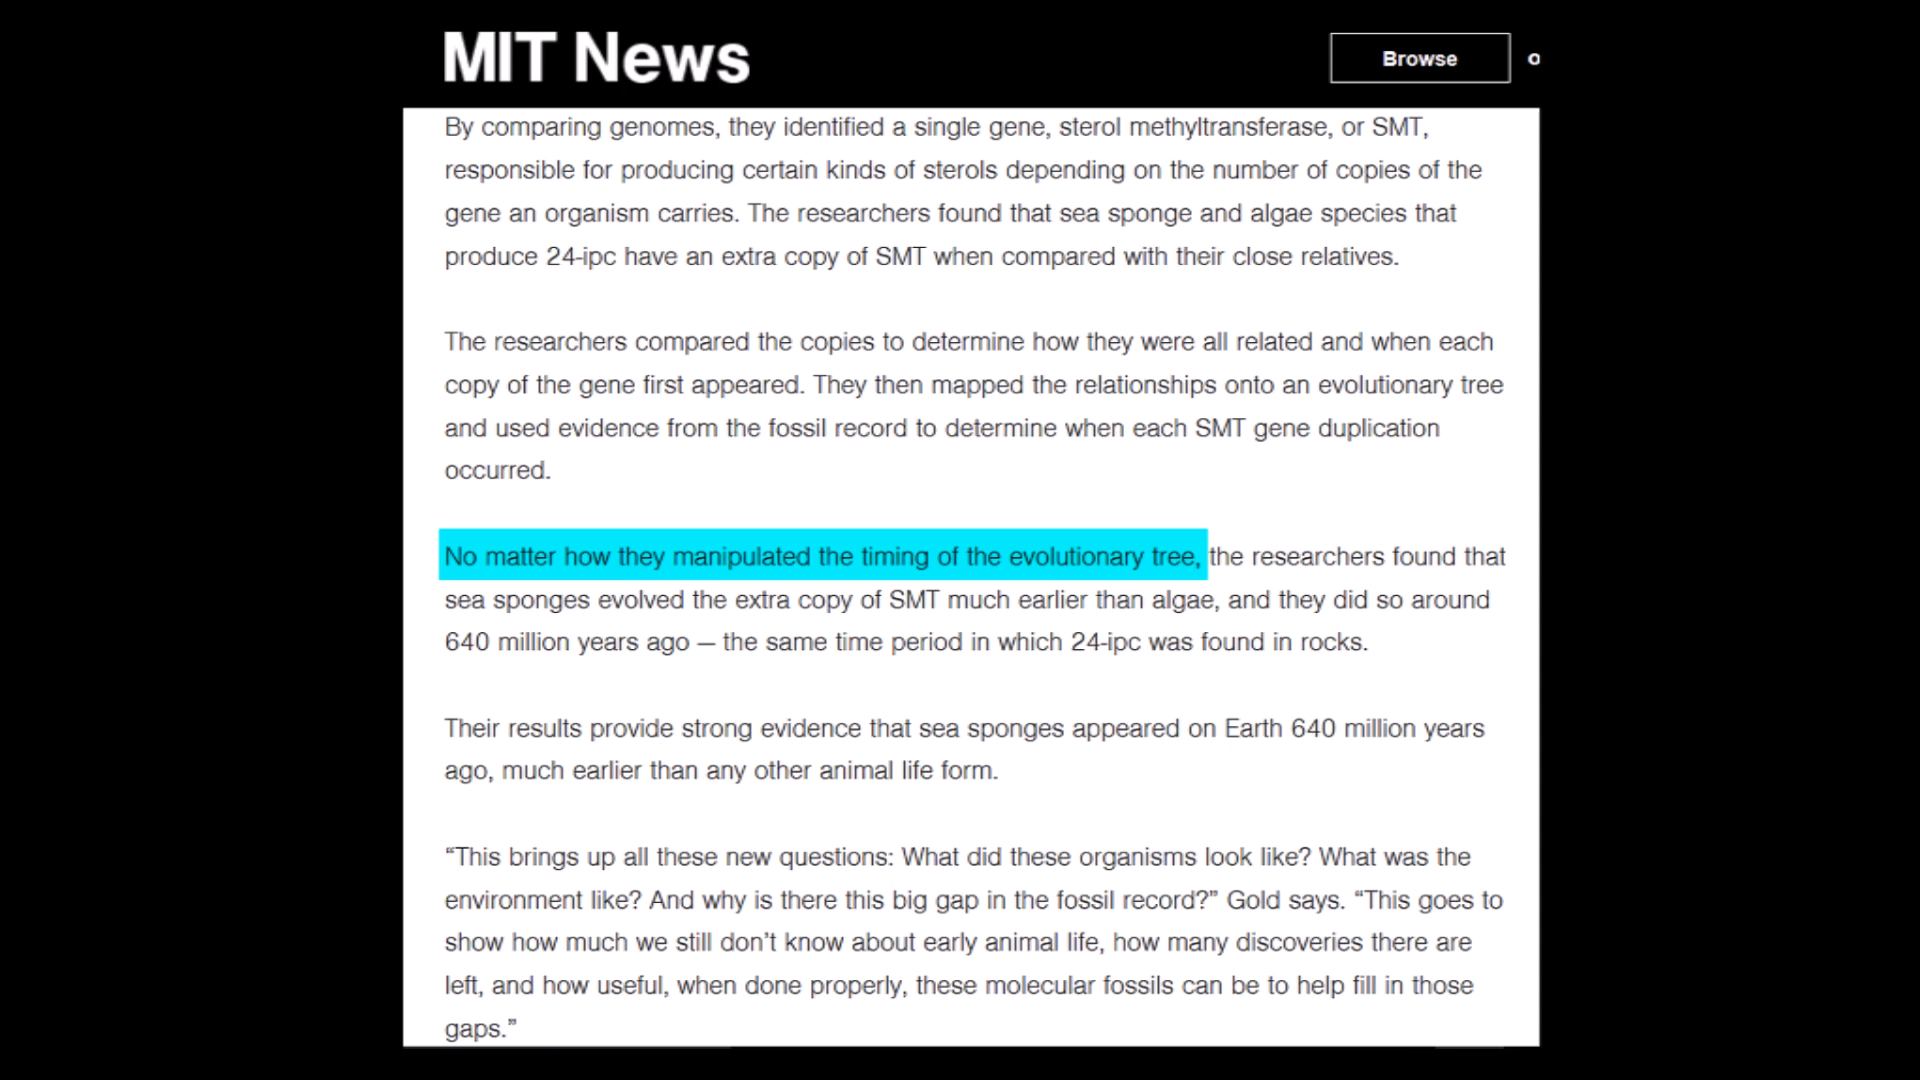 MIT News
Browse
By comparing genomes, they identified a single gene, sterol methyltransferase, or SMT,
responsible for producing certain kinds of sterols depending on the number of copies of the
gene an organism carries. The researchers found that sea sponge and algae species that
produce 24-ipc have an extra copy of SMT when compared with their close relatives.
The researchers compared the copies to determine how they were all related and when each
copy of the gene first appeared. They then mapped the relationships onto an evolutionary tree
and used evidence from the fossil record to determine when each SMT gene duplication
occurred.
No matter how they manipulated the timing of the evolutionary tree, the researchers found that
sea sponges evolved the extra copy of SMT much earlier than algae, and they did so around
640 million years ago — the same time period in which 24-ipc was found in rocks.
Their results provide strong evidence that sea sponges appeared on Earth 640 million years
ago, much earlier than any other animal life form.
“This brings up all these new questions: What did these organisms look like? What was the
environment like? And why is there this big gap in the fossil record?” Gold says. “This goes to
show how much we still don’t know about early animal life, how many discoveries there are
left, and how useful, when done properly, these molecular fossils can be to help fill in those
gaps.”